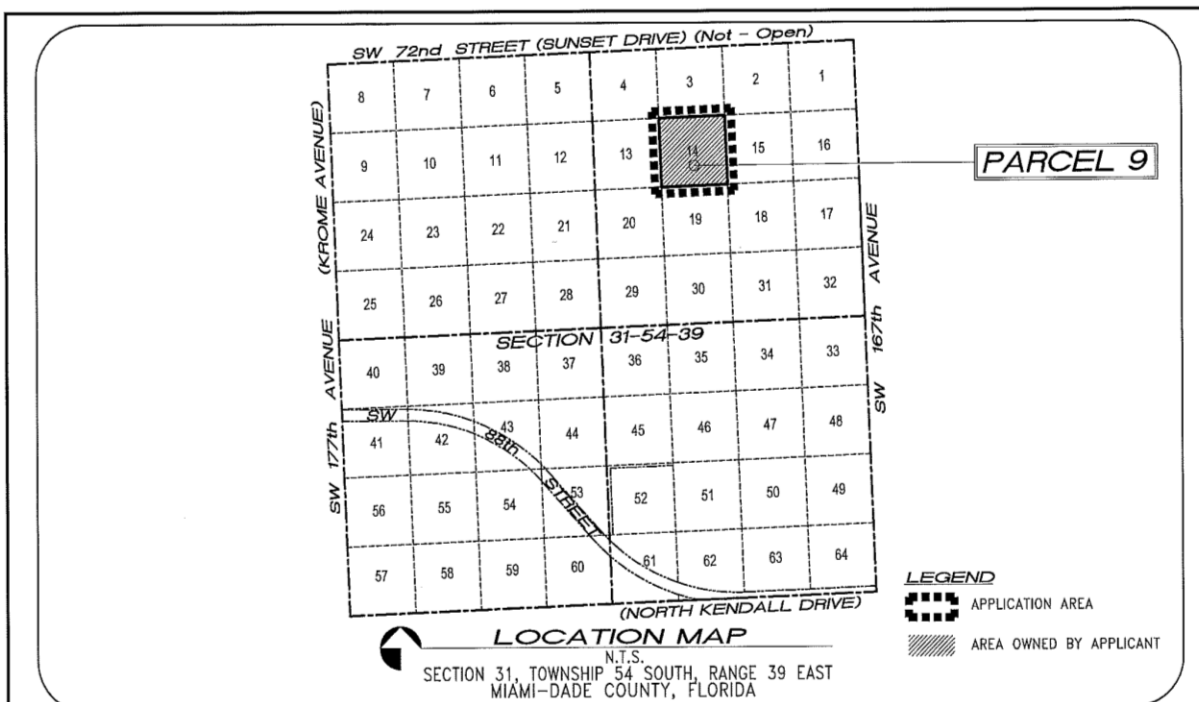 SW 72nd STREET (SUNSET DRIVE) (Not - Open)
8 7 6 5 4 3 2 1
9 10 11 12 13 14 15 16
PARCEL 9
24 23 22 21 20 19 18 17
25 26 27 28 29 30 31 32
SECTION 31-54-39
40 39 38 37 36 35 34 33
SW 88th STREET
41 42 43 44 45 46 47 48
56 55 54 53 52 51 50 49
57 58 59 60 61 62 63 64
SW 177th AVENUE (KROME AVENUE)
SW 167th AVENUE
(NORTH KENDALL DRIVE)
LEGEND
APPLICATION AREA
AREA OWNED BY APPLICANT
LOCATION MAP
N.T.S.
SECTION 31, TOWNSHIP 54 SOUTH, RANGE 39 EAST
MIAMI-DADE COUNTY, FLORIDA